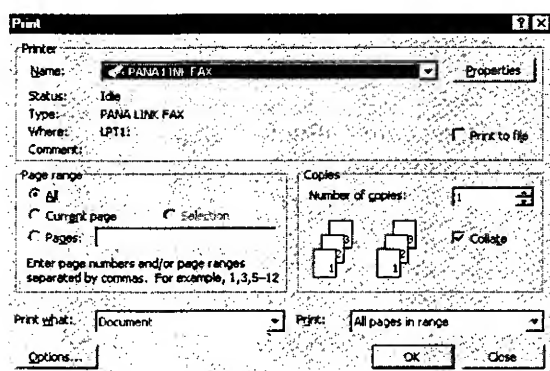 Print
Printer
Name: PANA LINK FAX Properties
Status: Idle
Type: PANA LINK FAX
Where: LPT1: Print to file
Comment:
Page range Copies
All Number of copies: 1
Current page Selection
Pages: Collate
Enter page numbers and/or page ranges
separated by commas. For example, 1,3,5–12
Print what: Document Print: All pages in range
Options... OK Close